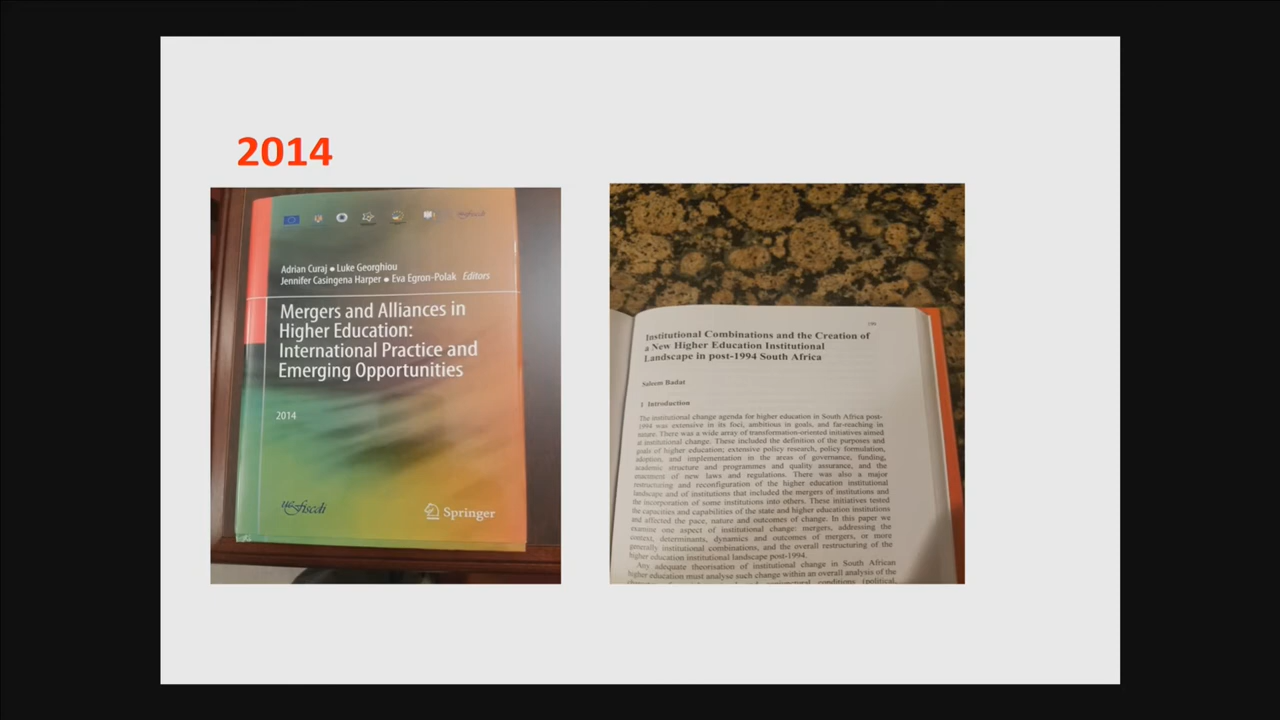 2014
Adrian Curaj • Luke Georghiou
Jennifer Casingena Harper • Eva Egron-Polak Editors
Mergers and Alliances in
Higher Education:
International Practice and
Emerging Opportunities
2014
uefiscdi
Springer
Institutional Combinations and the Creation of
a New Higher Education Institutional
Landscape in post-1994 South Africa
Saleem Badat
1 Introduction
The institutional change agenda for higher education in South Africa post-
1994 was extensive in its foci, ambitious in goals, and far-reaching in
nature. There was a wide array of transformation-oriented initiatives aimed
at institutional change. These included the definition of the purposes and
goals of higher education; extensive policy research, policy formulation,
adoption, and implementation in the areas of governance, funding,
academic structure and programmes and quality assurance, and the
enactment of new laws and regulations. There was also a major
restructuring and reconfiguration of the higher education institutional
landscape and of institutions that included the mergers of institutions and
the incorporation of some institutions into others. These initiatives tested
the capacities and capabilities of the state and higher education institutions
and affected the pace, nature and outcomes of change. In this paper we
examine one aspect of institutional change: mergers, addressing the
context, determinants, dynamics and outcomes of mergers, or more
generally institutional combinations, and the overall restructuring of the
higher education institutional landscape post-1994.
Any adequate theorisation of institutional change in South African
higher education must analyse such change within an overall analysis of the
conditions (political,